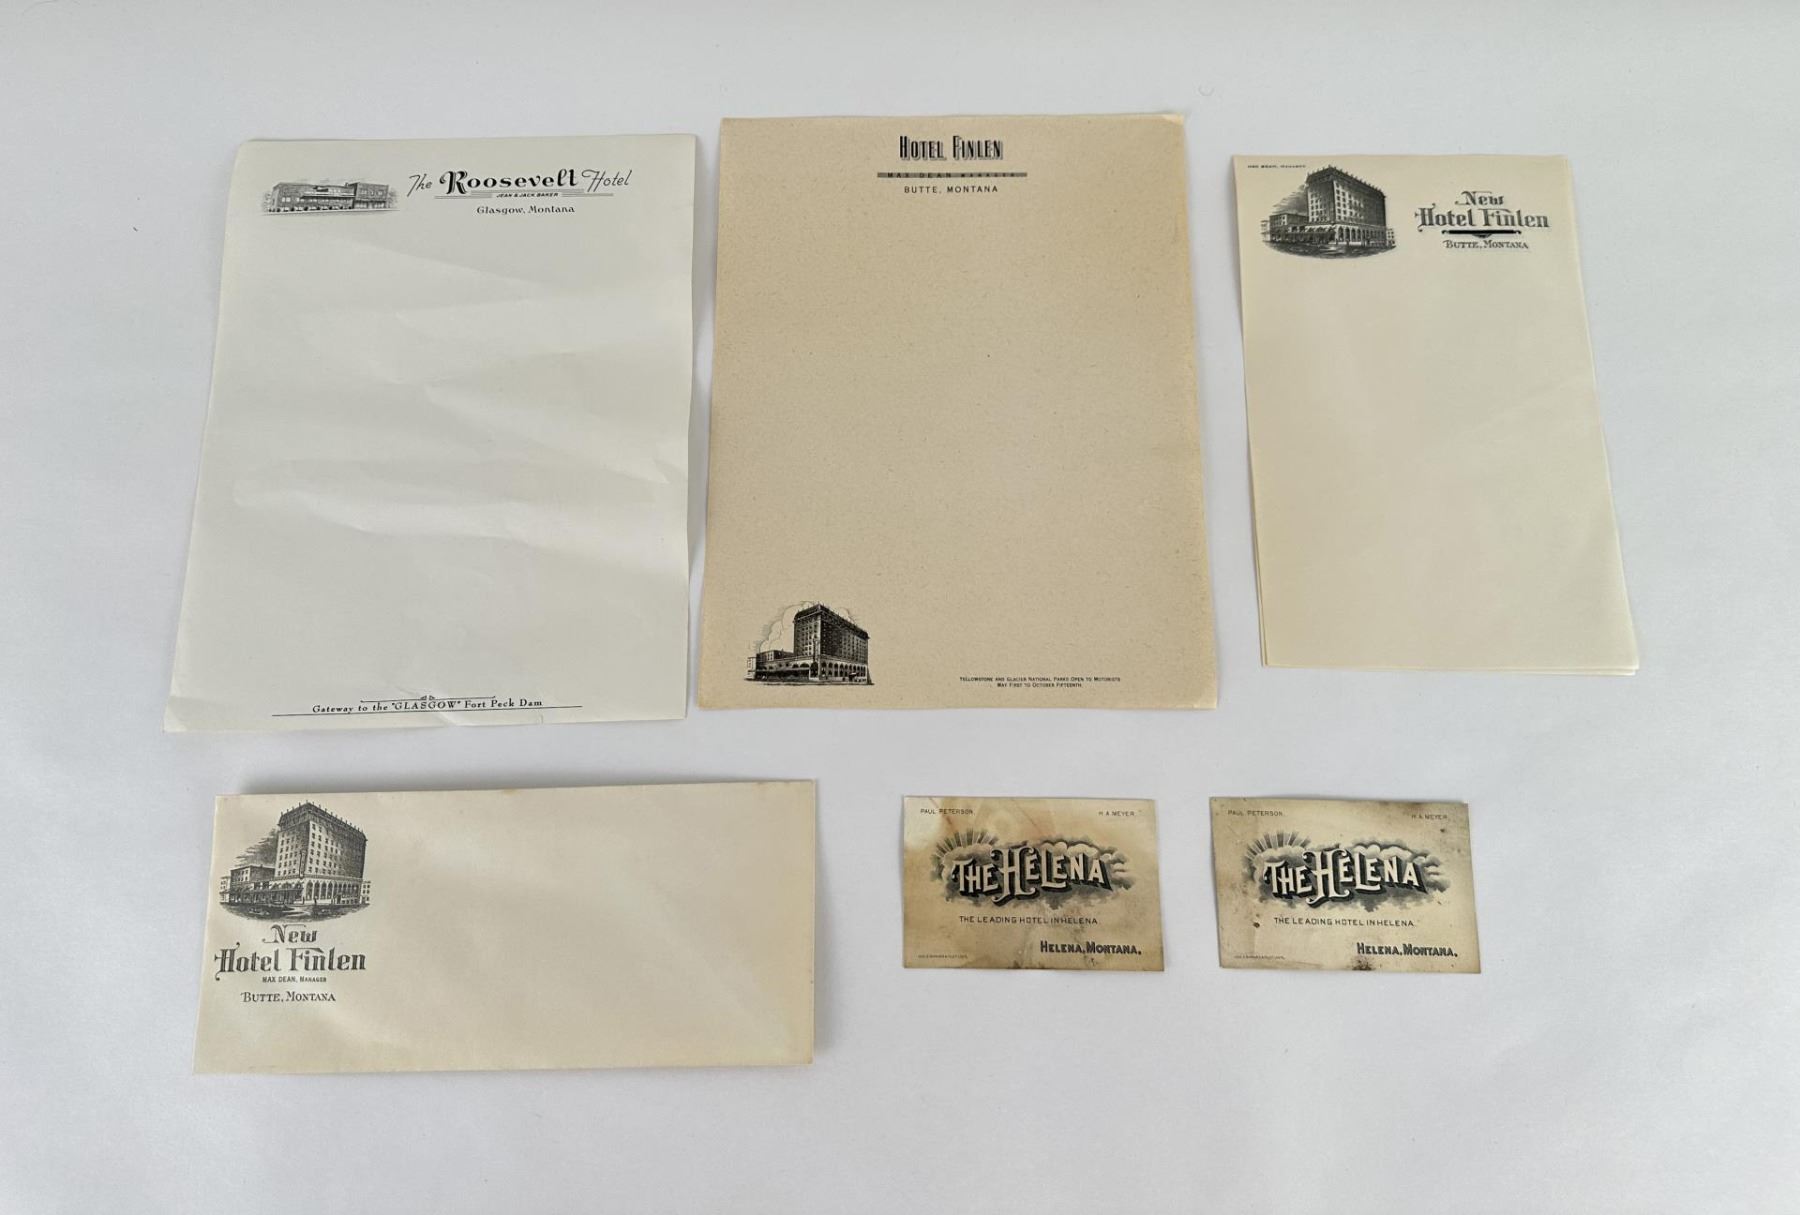 The Roosevelt Hotel
JEAN & JACK BAKER
Glasgow, Montana
Gateway to the "GLASGOW" Fort Peck Dam
HOTEL FINLEN
MAX DEAN MANAGER
BUTTE, MONTANA
YELLOWSTONE AND GLACIER NATIONAL PARKS OPEN TO MOTORISTS
MAY FIRST TO OCTOBER FIFTEENTH
MAX DEAN, MANAGER
New
Hotel Finlen
BUTTE, MONTANA
New
Hotel Finlen
MAX DEAN, MANAGER
BUTTE, MONTANA
PAUL PETERSON. H. A. MEYER.
THE HELENA
THE LEADING HOTEL IN HELENA.
HELENA, MONTANA.
PAUL PETERSON. H. A. MEYER.
THE HELENA
THE LEADING HOTEL IN HELENA.
HELENA, MONTANA.